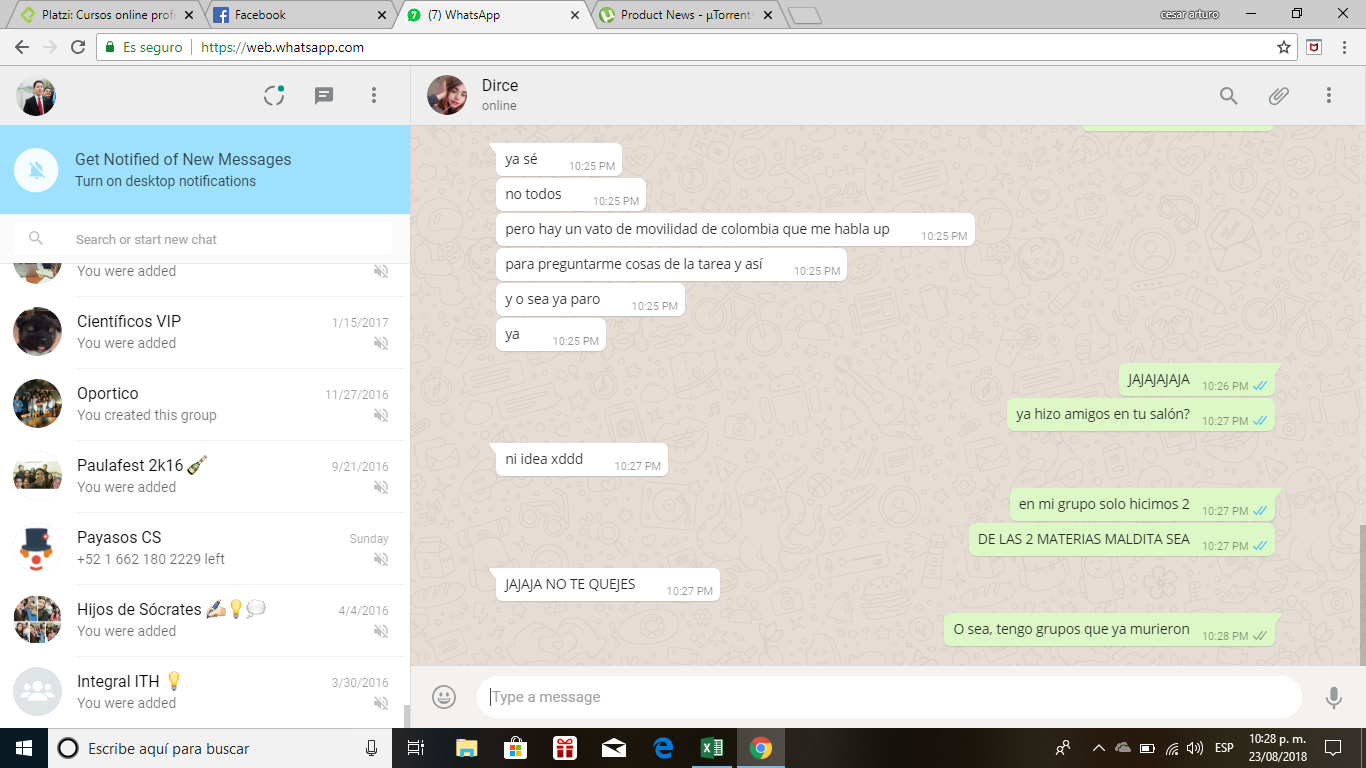 Platzi: Cursos online profe
Facebook
(7) WhatsApp
Product News - µTorrent
cesar arturo
Es seguro
https://web.whatsapp.com
Dirce
online
Get Notified of New Messages
Turn on desktop notifications
Search or start new chat
You were added
Científicos VIP 1/15/2017
You were added
Oportico 11/27/2016
You created this group
Paulafest 2k16 🍾 9/21/2016
You were added
Payasos CS Sunday
+52 1 662 180 2229 left
Hijos de Sócrates ✍🏻💡💭 4/4/2016
You were added
Integral ITH 💡 3/30/2016
You were added
ya sé 10:25 PM
no todos 10:25 PM
pero hay un vato de movilidad de colombia que me habla up 10:25 PM
para preguntarme cosas de la tarea y así 10:25 PM
y o sea ya paro 10:25 PM
ya 10:25 PM
JAJAJAJAJA 10:26 PM
ya hizo amigos en tu salón? 10:27 PM
ni idea xddd 10:27 PM
en mi grupo solo hicimos 2 10:27 PM
DE LAS 2 MATERIAS MALDITA SEA 10:27 PM
JAJAJA NO TE QUEJES 10:27 PM
O sea, tengo grupos que ya murieron 10:28 PM
Type a message
Escribe aquí para buscar
ESP
10:28 p. m.
23/08/2018